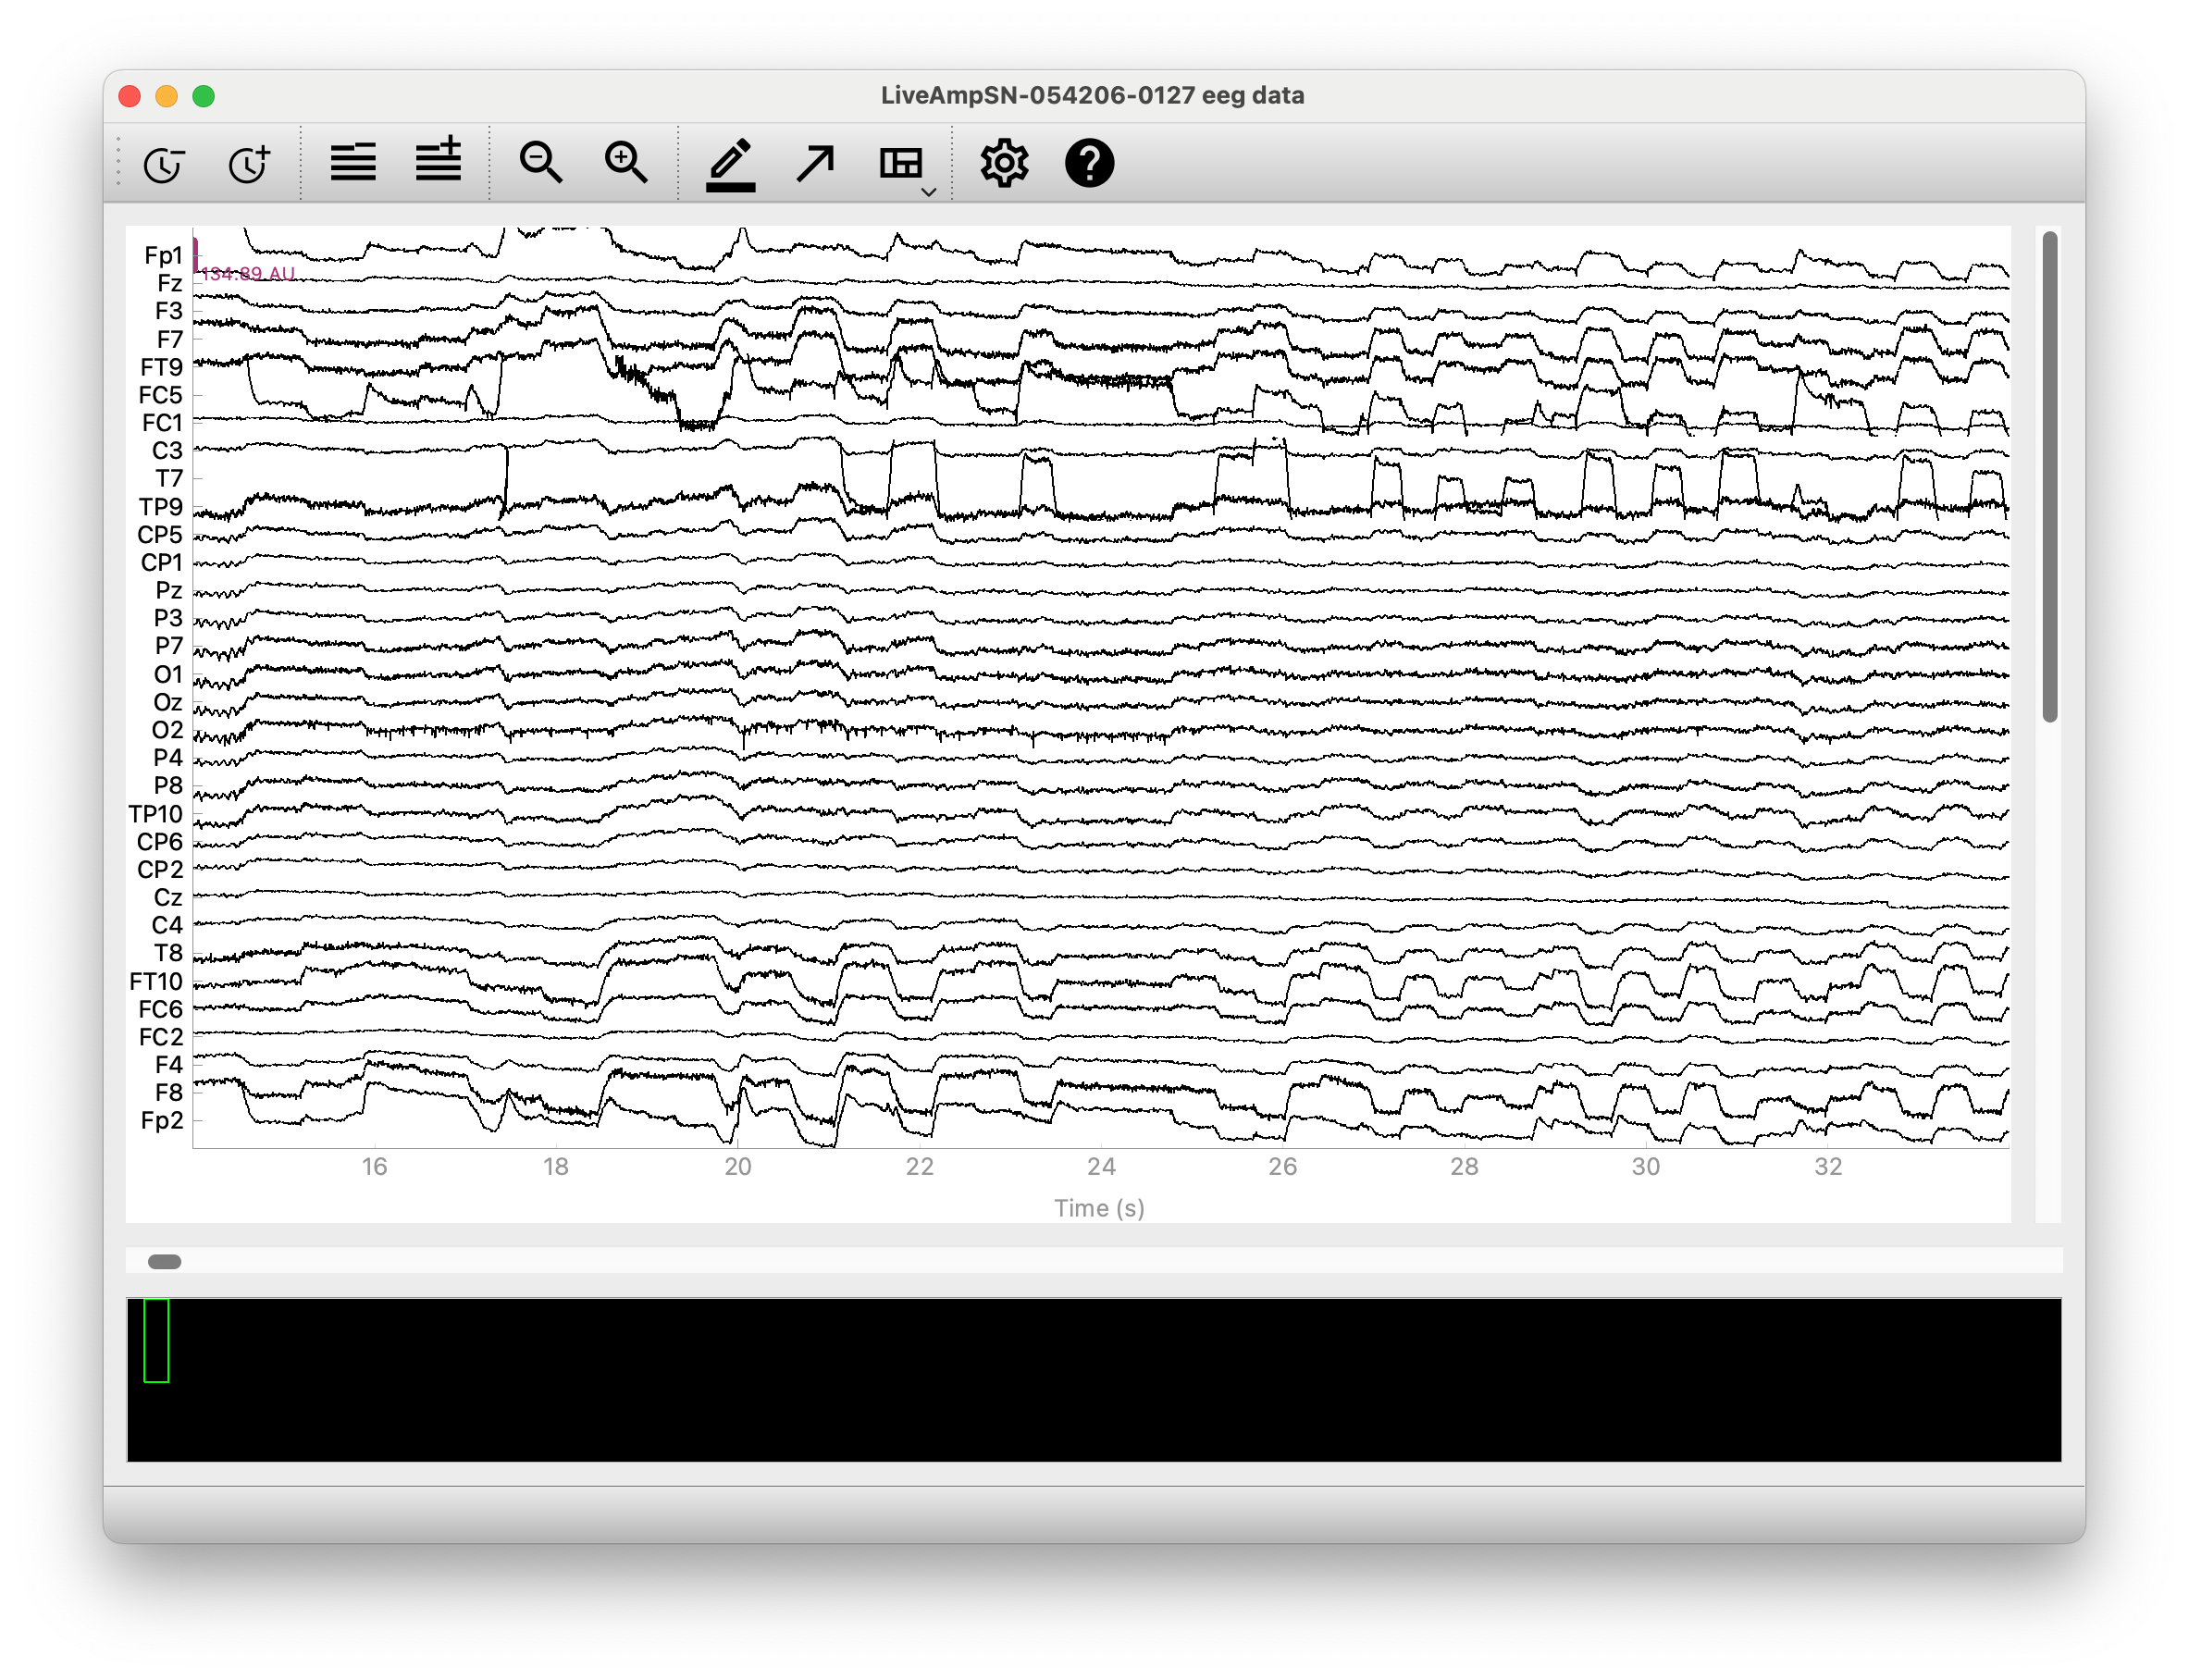 LiveAmpSN-054206-0127 eeg data
Fp1
134.89 AU
Fz
F3
F7
FT9
FC5
FC1
C3
T7
TP9
CP5
CP1
Pz
P3
P7
O1
Oz
O2
P4
P8
TP10
CP6
CP2
Cz
C4
T8
FT10
FC6
FC2
F4
F8
Fp2
16 18 20 22 24 26 28 30 32
Time (s)